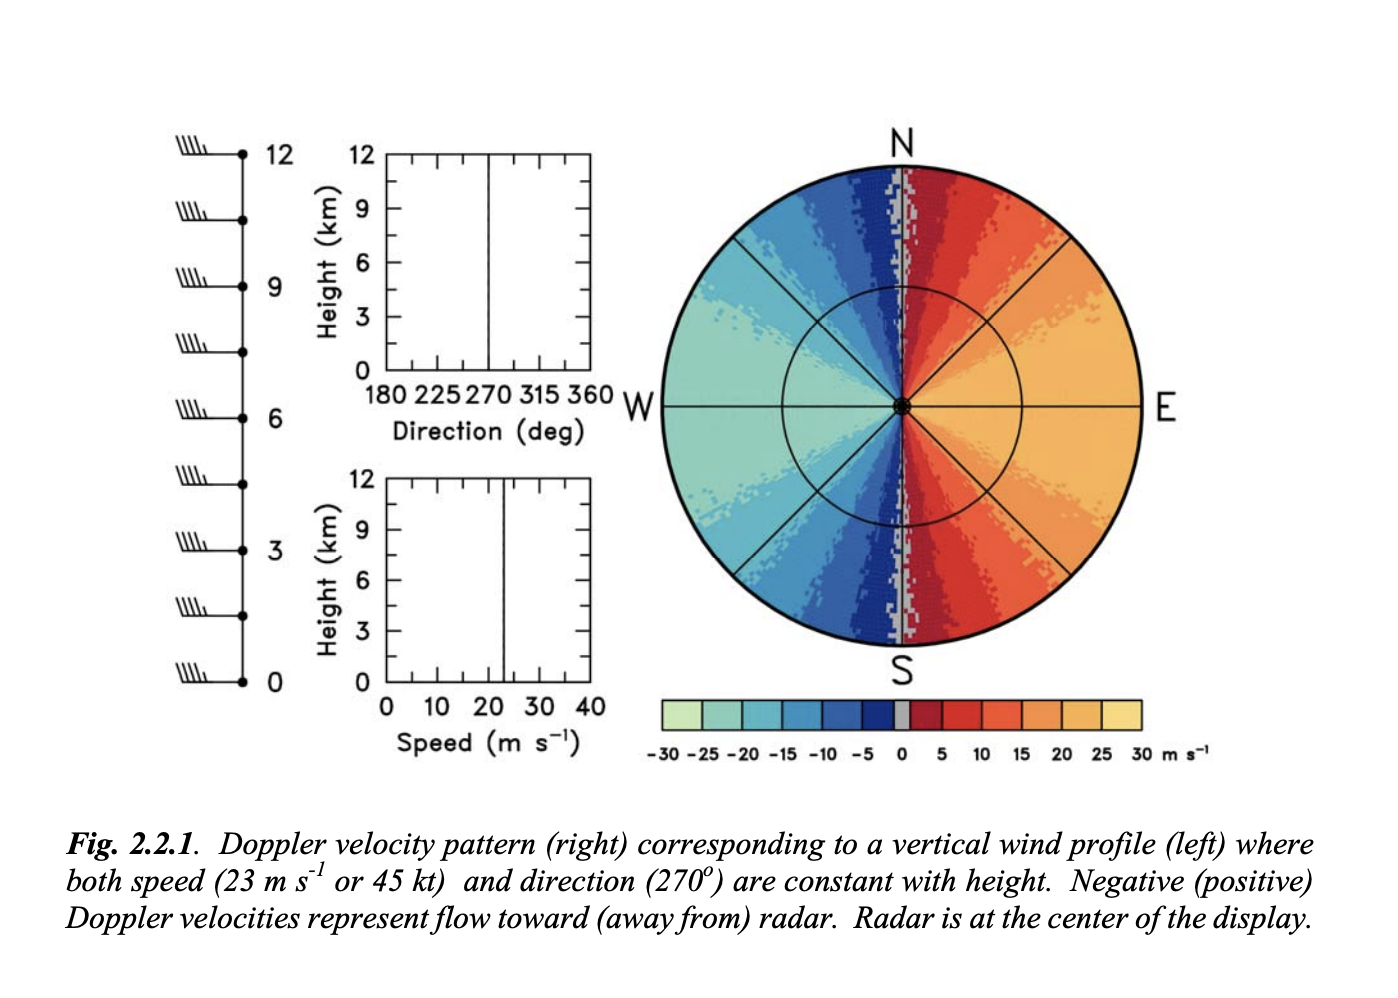 12
9
6
3
0
12
9
6
3
0
Height (km)
180 225 270 315 360
Direction (deg)
12
9
6
3
0
Height (km)
0 10 20 30 40
Speed (m s⁻¹)
N
W
E
S
-30 -25 -20 -15 -10 -5 0 5 10 15 20 25 30 m s⁻¹
Fig. 2.2.1. Doppler velocity pattern (right) corresponding to a vertical wind profile (left) where
both speed (23 m s⁻¹ or 45 kt) and direction (270º) are constant with height. Negative (positive)
Doppler velocities represent flow toward (away from) radar. Radar is at the center of the display.